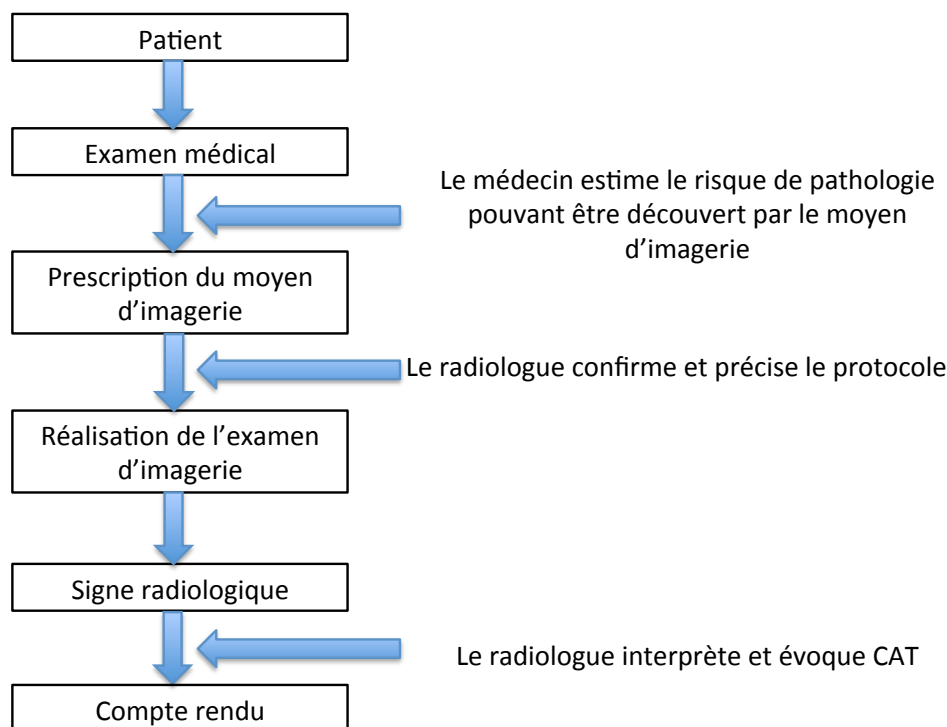 Patient
Examen médical
Le médecin estime le risque de pathologie
pouvant être découvert par le moyen
d’imagerie
Prescription du moyen
d’imagerie
Le radiologue confirme et précise le protocole
Réalisation de l’examen
d’imagerie
Signe radiologique
Le radiologue interprète et évoque CAT
Compte rendu